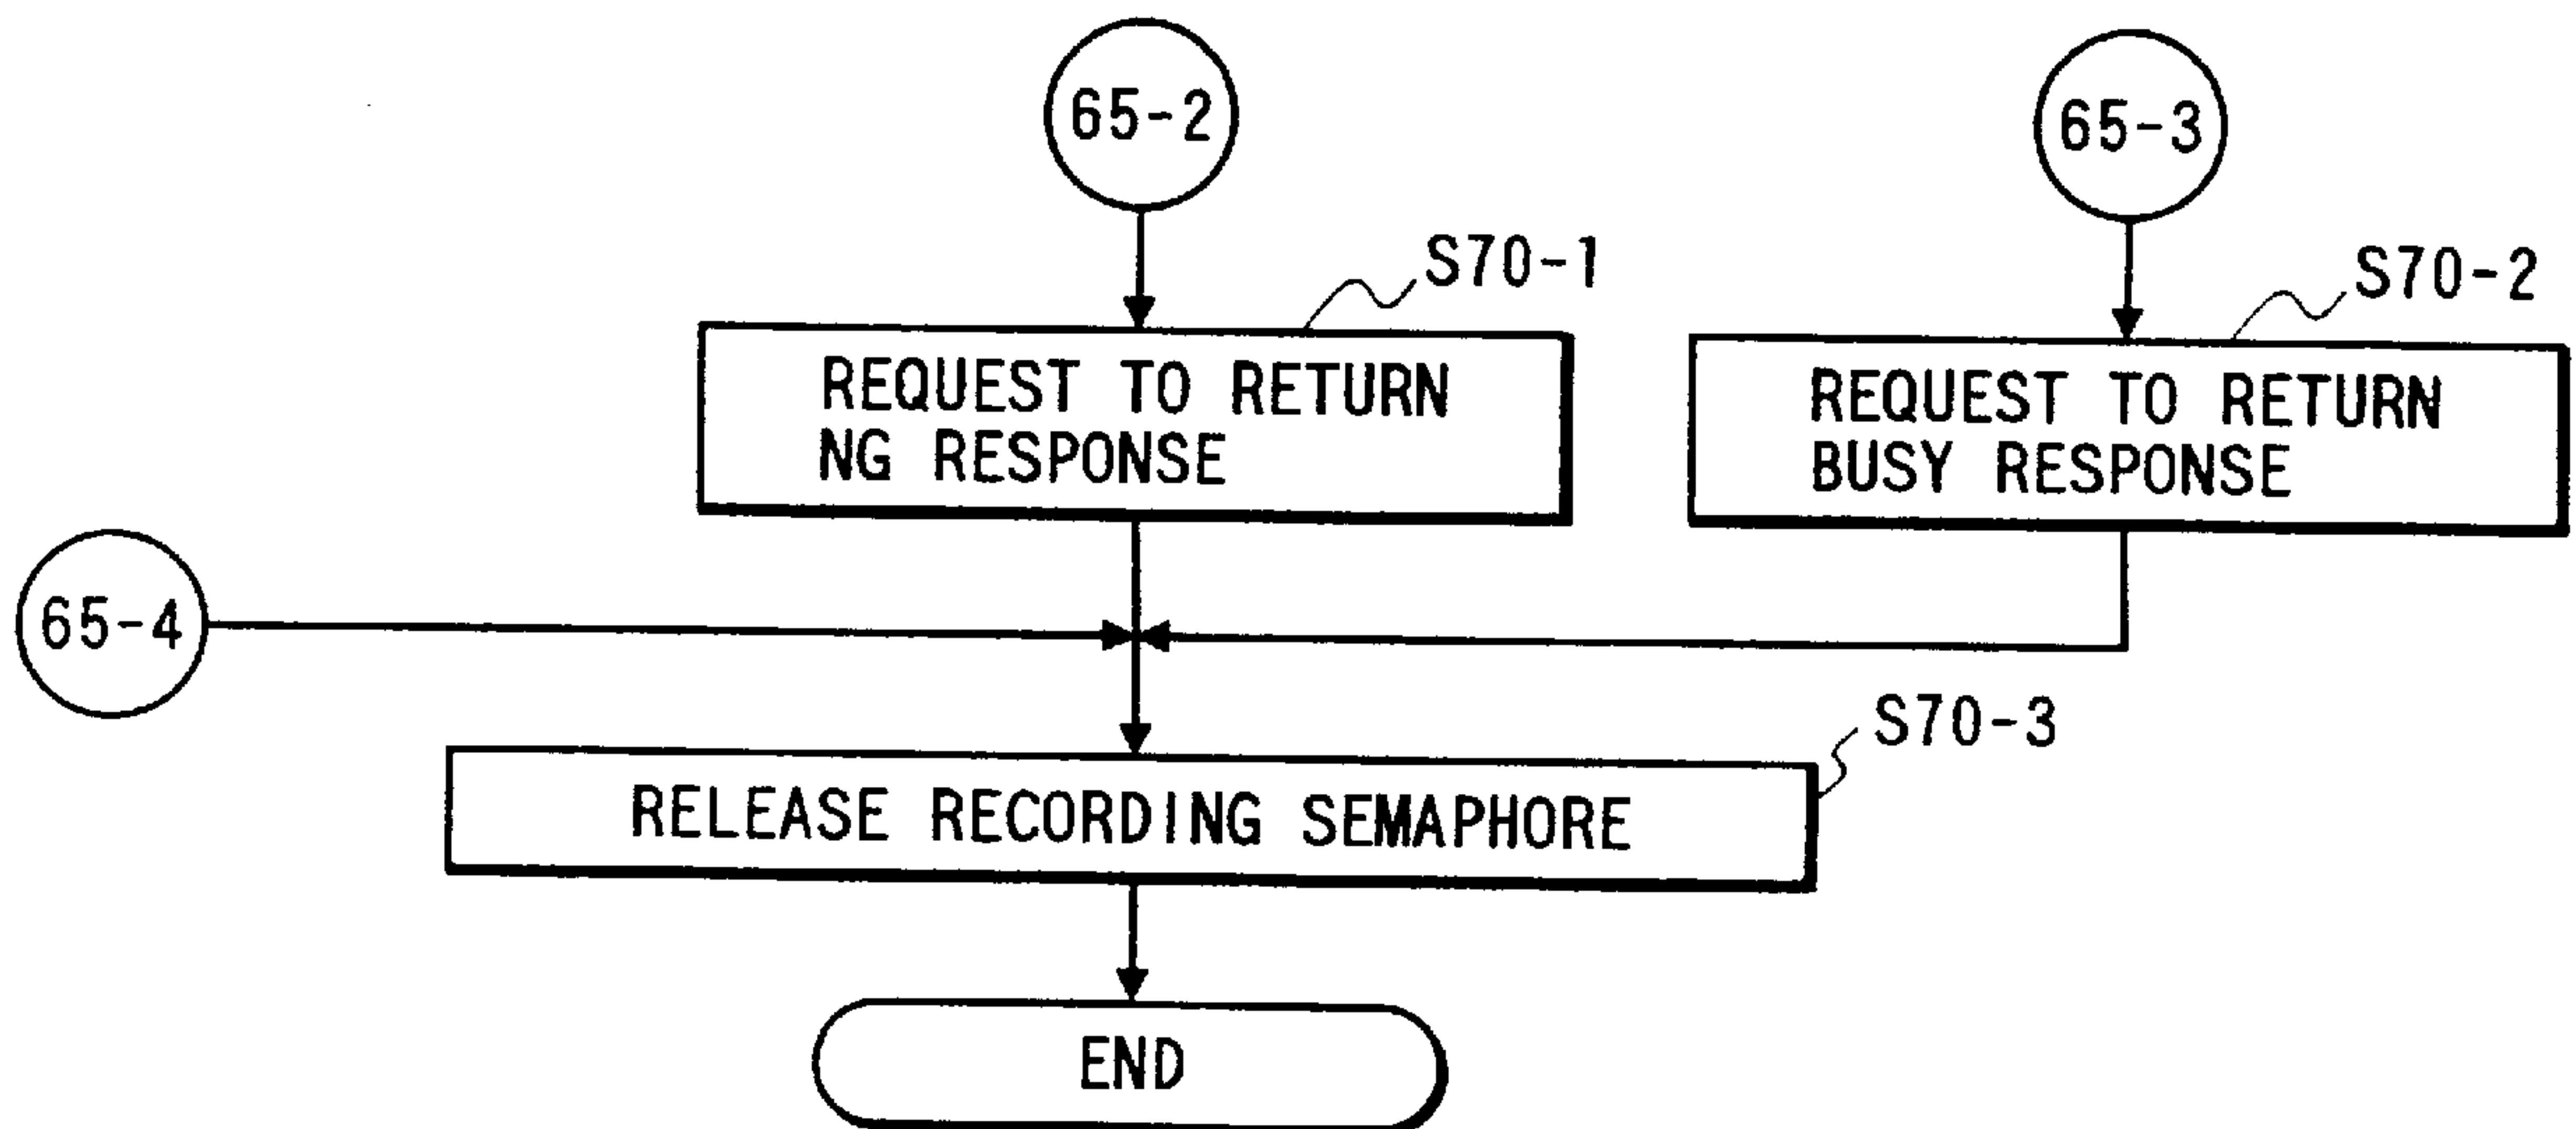 65-2
65-3
S70-1
S70-2
REQUEST TO RETURN
NG RESPONSE
REQUEST TO RETURN
BUSY RESPONSE
65-4
S70-3
RELEASE RECORDING SEMAPHORE
END